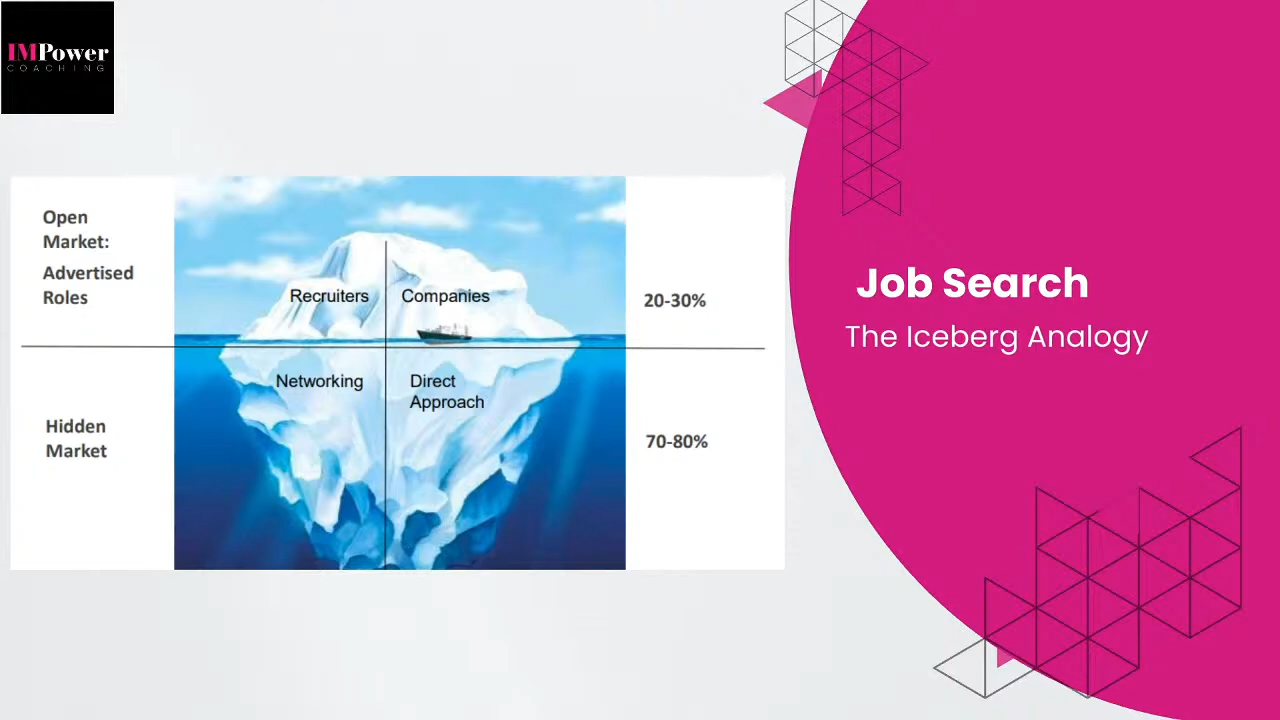 IMPower
COACHING
Open
Market:
Advertised
Roles
Recruiters
Companies
20-30%
Networking
Direct
Approach
Hidden
Market
70-80%
Job Search
The Iceberg Analogy